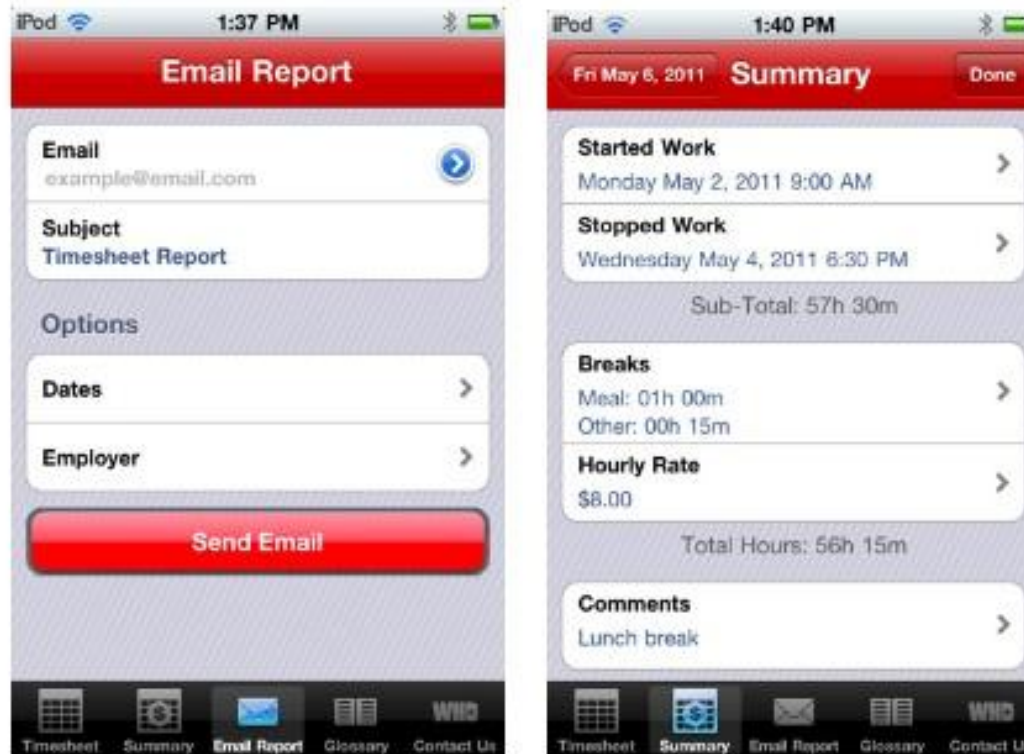 iPod 1:37 PM
Email Report
Email
example@email.com
Subject
Timesheet Report
Options
Dates
Employer
Send Email
Timesheet Summary Email Report Glossary Contact Us
WHD
iPod 1:40 PM
Fri May 6, 2011 Summary Done
Started Work
Monday May 2, 2011 9:00 AM
Stopped Work
Wednesday May 4, 2011 6:30 PM
Sub-Total: 57h 30m
Breaks
Meal: 01h 00m
Other: 00h 15m
Hourly Rate
$8.00
Total Hours: 56h 15m
Comments
Lunch break
WHD
Timesheet Summary Email Report Glossary Contact Us